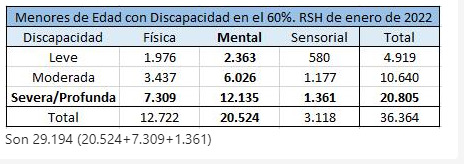 Menores de Edad con Discapacidad en el 60%. RSH de enero de 2022
Discapacidad Física Mental Sensorial Total
Leve 1.976 2.363 580 4.919
Moderada 3.437 6.026 1.177 10.640
Severa/Profunda 7.309 12.135 1.361 20.805
Total 12.722 20.524 3.118 36.364
Son 29.194 (20.524+7.309+1.361)